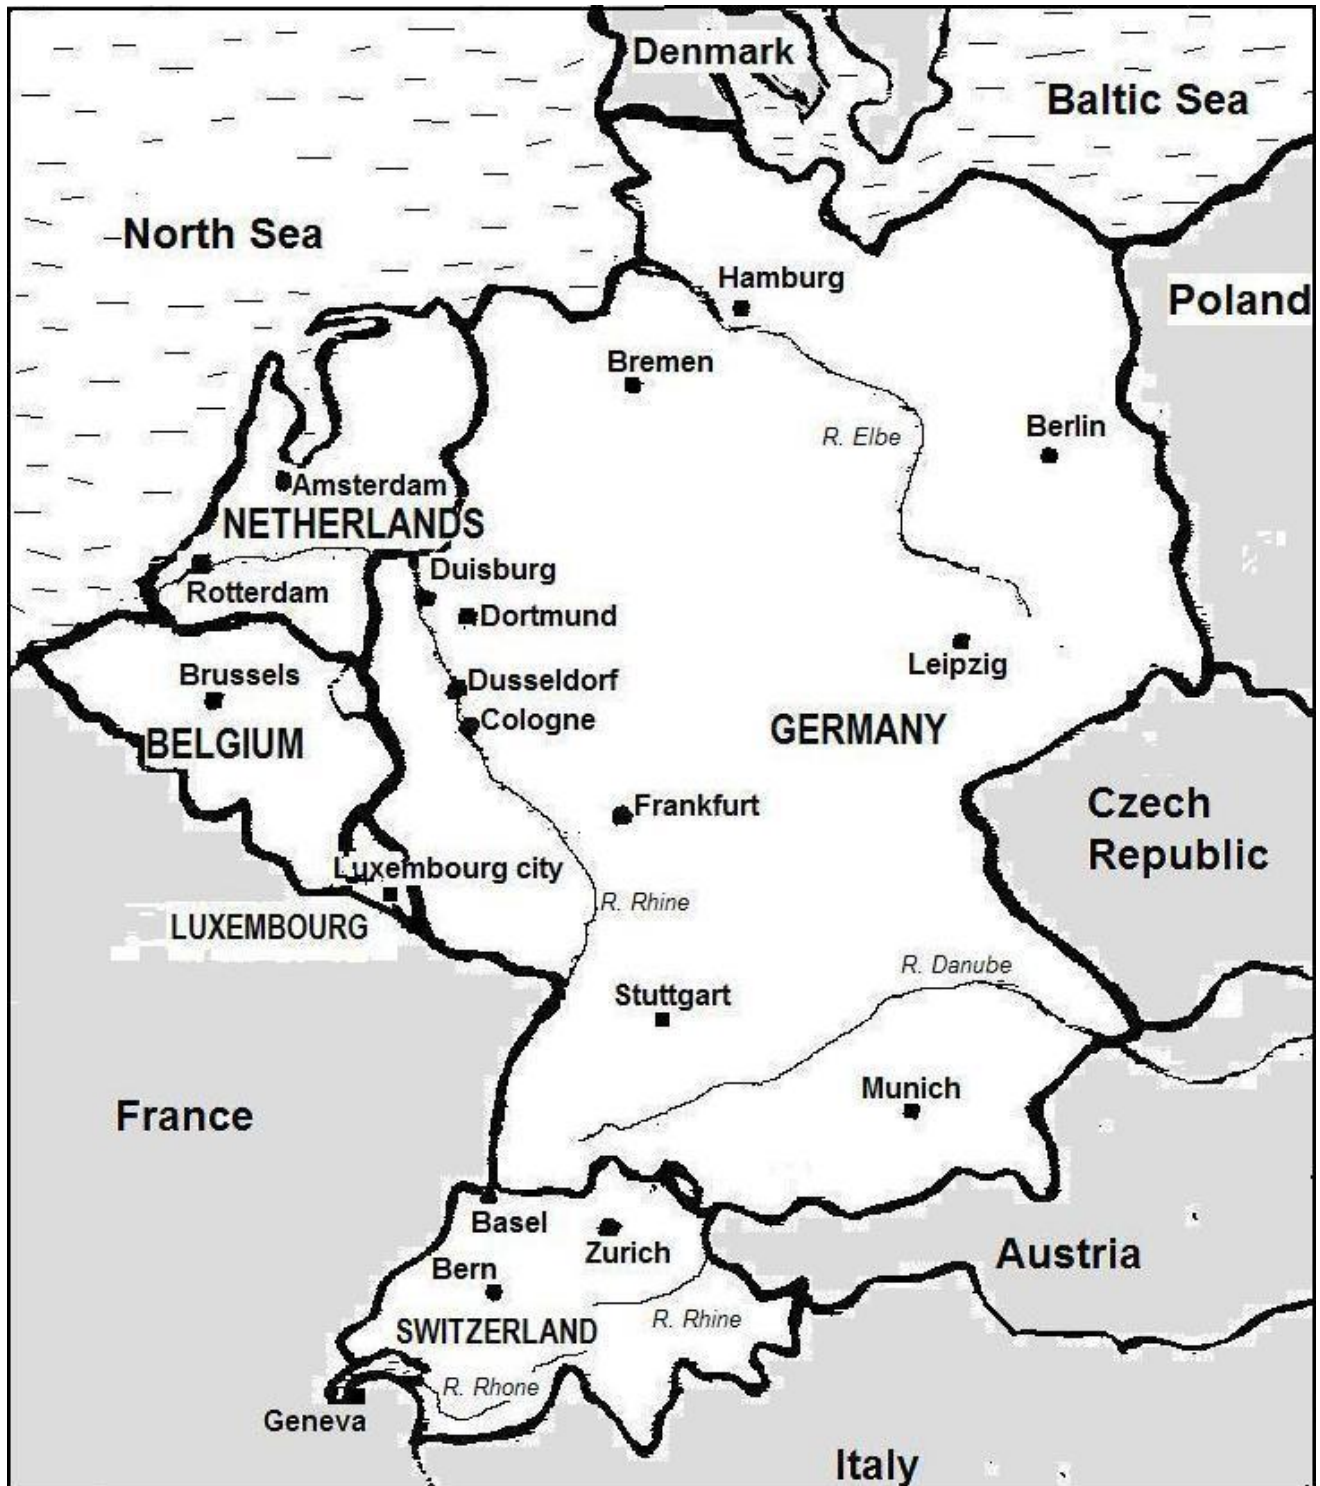 Denmark
Baltic Sea
North Sea
Hamburg
Poland
Bremen
R. Elbe
Berlin
Amsterdam
NETHERLANDS
Duisburg
Rotterdam
Dortmund
Leipzig
Brussels
Dusseldorf
Cologne
GERMANY
BELGIUM
Frankfurt
Czech
Republic
Luxembourg city
R. Rhine
LUXEMBOURG
R. Danube
Stuttgart
Munich
France
Basel
Zurich
Austria
Bern
R. Rhine
SWITZERLAND
R. Rhone
Geneva
Italy